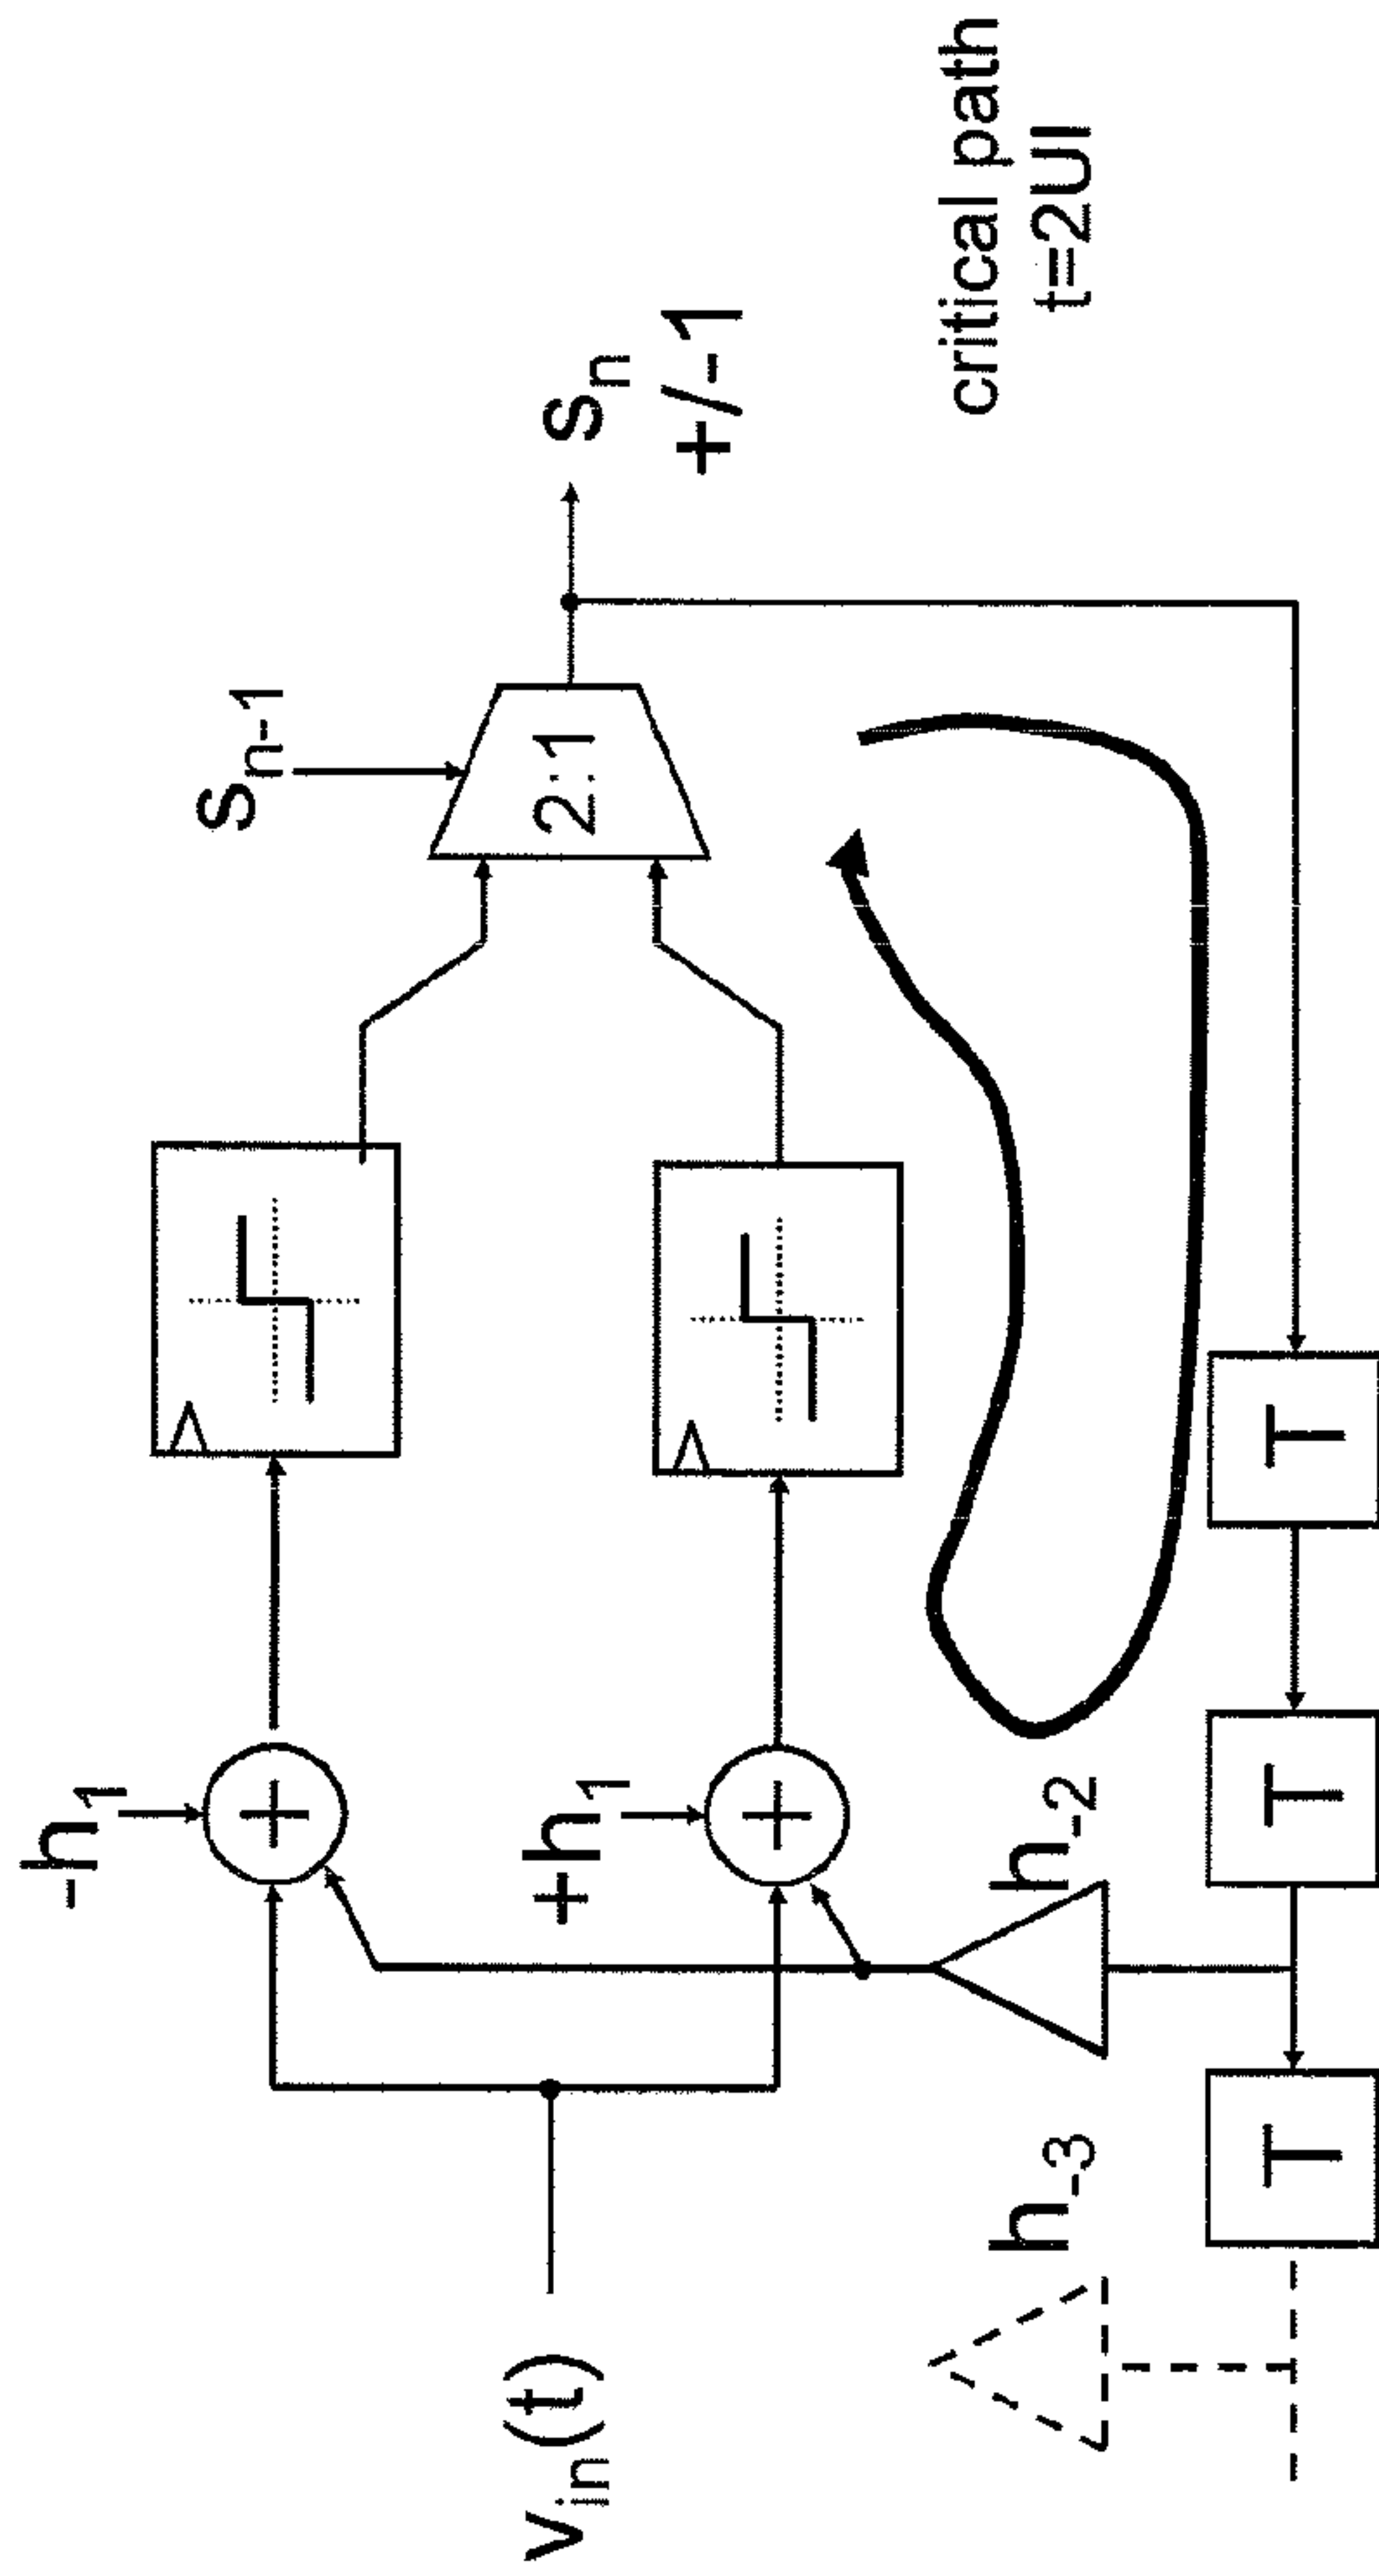 -h1
+h1
vin(t)
sn-1
2:1
sn
+/-1
critical path
t=2UI
h-3
h-2
T
T
T